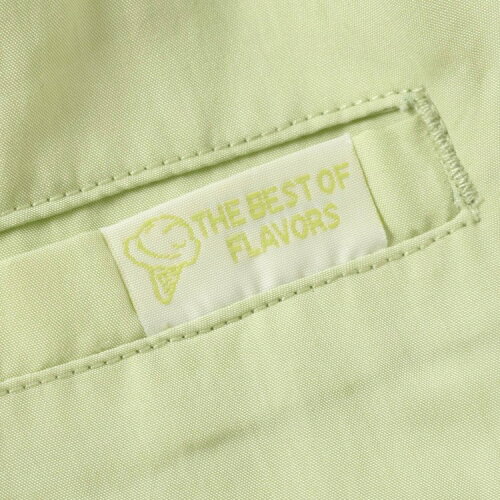 THE BEST OF
FLAVORS